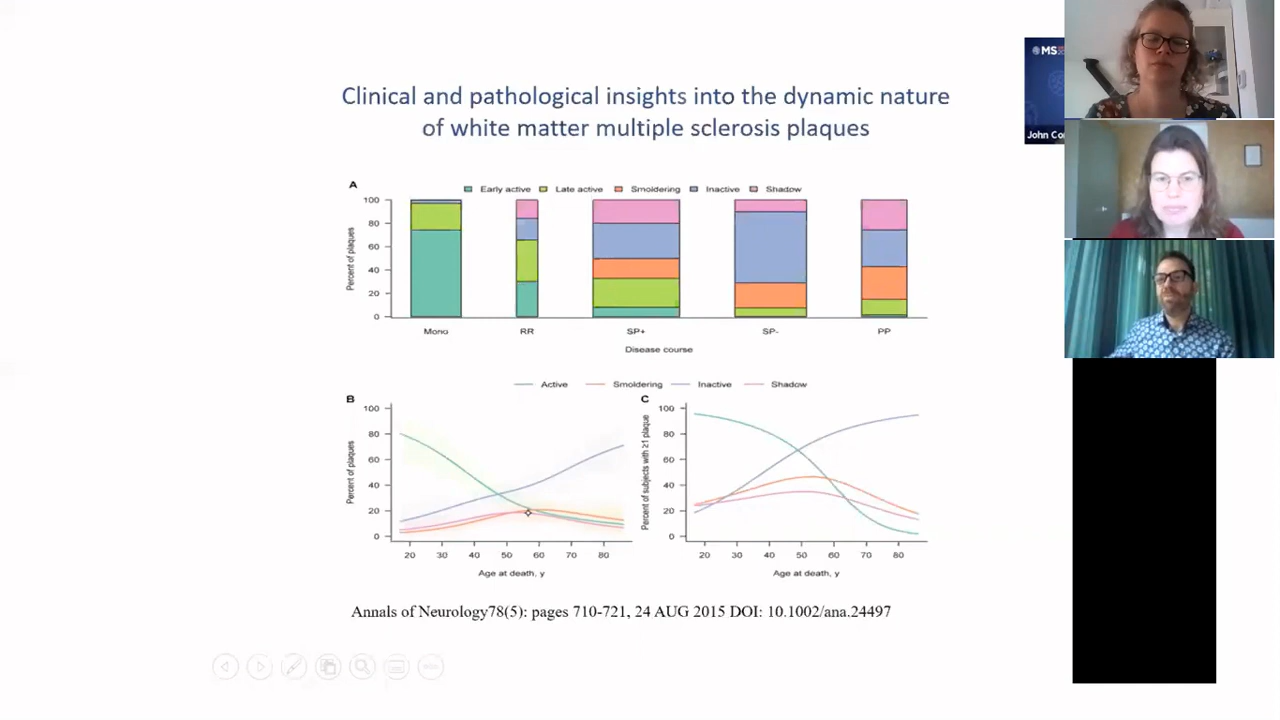 Clinical and pathological insights into the dynamic nature
of white matter multiple sclerosis plaques
MS
John Co
A
Early active Late active Smoldering Inactive Shadow
Percent of plaques
100
80
60
40
20
0
Mono RR SP+ SP- PP
Disease course
Active Smoldering Inactive Shadow
B
Percent of plaques
100
80
60
40
20
0
20 30 40 50 60 70 80
Age at death, y
C
Percent of subjects with ≥1 plaque
100
80
60
40
20
0
20 30 40 50 60 70 80
Age at death, y
Annals of Neurology78(5): pages 710-721, 24 AUG 2015 DOI: 10.1002/ana.24497